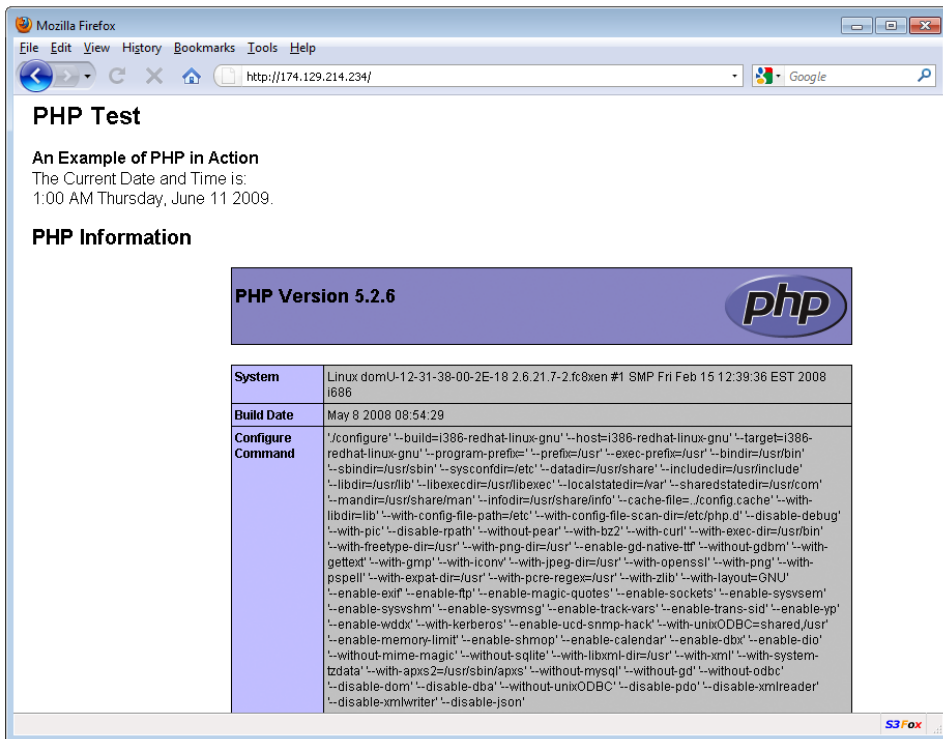 Mozilla Firefox
File Edit View History Bookmarks Tools Help
http://174.129.214.234/
Google
PHP Test
An Example of PHP in Action
The Current Date and Time is:
1:00 AM Thursday, June 11 2009.
PHP Information
PHP Version 5.2.6
php
System Linux domU-12-31-38-00-2E-18 2.6.21.7-2.fc8xen #1 SMP Fri Feb 15 12:39:36 EST 2008
i686
Build Date May 8 2008 08:54:29
Configure './configure' '--build=i386-redhat-linux-gnu' '--host=i386-redhat-linux-gnu' '--target=i386-
Command redhat-linux-gnu' '--program-prefix=' '--prefix=/usr' '--exec-prefix=/usr' '--bindir=/usr/bin'
'--sbindir=/usr/sbin' '--sysconfdir=/etc' '--datadir=/usr/share' '--includedir=/usr/include'
'--libdir=/usr/lib' '--libexecdir=/usr/libexec' '--localstatedir=/var' '--sharedstatedir=/usr/com'
'--mandir=/usr/share/man' '--infodir=/usr/share/info' '--cache-file=../config.cache' '--with-
libdir=lib' '--with-config-file-path=/etc' '--with-config-file-scan-dir=/etc/php.d' '--disable-debug'
'--with-pic' '--disable-rpath' '--without-pear' '--with-bz2' '--with-curl' '--with-exec-dir=/usr/bin'
'--with-freetype-dir=/usr' '--with-png-dir=/usr' '--enable-gd-native-ttf' '--without-gdbm' '--with-
gettext' '--with-gmp' '--with-iconv' '--with-jpeg-dir=/usr' '--with-openssl' '--with-png' '--with-
pspell' '--with-expat-dir=/usr' '--with-pcre-regex=/usr' '--with-zlib' '--with-layout=GNU'
'--enable-exif' '--enable-ftp' '--enable-magic-quotes' '--enable-sockets' '--enable-sysvsem'
'--enable-sysvshm' '--enable-sysvmsg' '--enable-track-vars' '--enable-trans-sid' '--enable-yp'
'--enable-wddx' '--with-kerberos' '--enable-ucd-snmp-hack' '--with-unixODBC=shared,/usr'
'--enable-memory-limit' '--enable-shmop' '--enable-calendar' '--enable-dbx' '--enable-dio'
'--without-mime-magic' '--without-sqlite' '--with-libxml-dir=/usr' '--with-xml' '--with-system-
tzdata' '--with-apxs2=/usr/sbin/apxs' '--without-mysql' '--without-gd' '--without-odbc'
'--disable-dom' '--disable-dba' '--without-unixODBC' '--disable-pdo' '--disable-xmlreader'
'--disable-xmlwriter' '--disable-json'
S3Fox